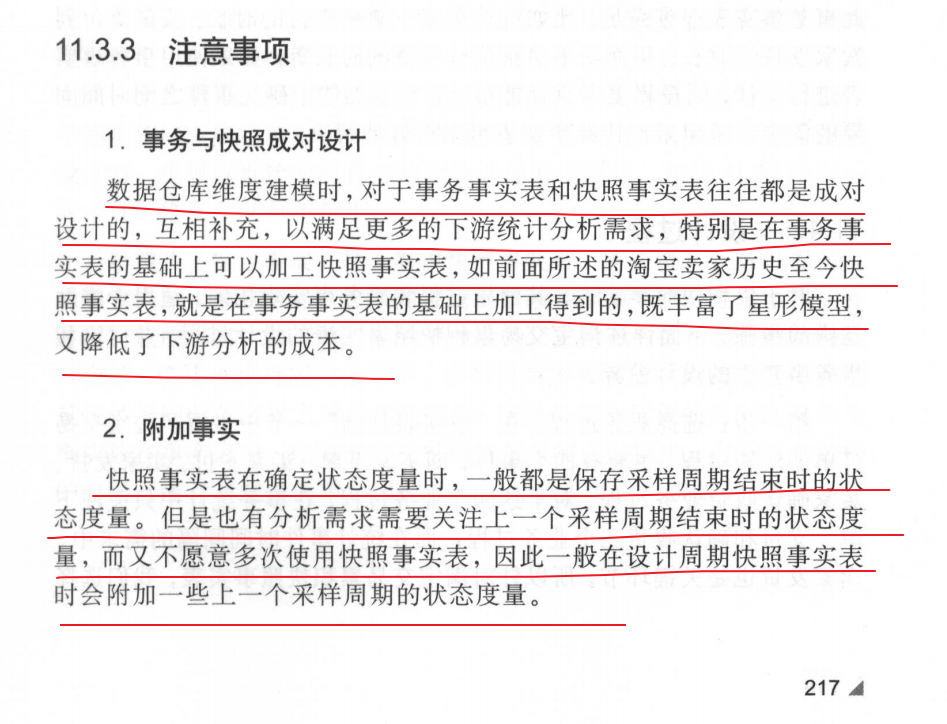 11.3.3 注意事项
1. 事务与快照成对设计
数据仓库维度建模时，对于事务事实表和快照事实表往往都是成对
设计的，互相补充，以满足更多的下游统计分析需求，特别是在事务事
实表的基础上可以加工快照事实表，如前面所述的淘宝卖家历史至今快
照事实表，就是在事务事实表的基础上加工得到的，既丰富了星形模型，
又降低了下游分析的成本。
2. 附加事实
快照事实表在确定状态度量时，一般都是保存采样周期结束时的状
态度量。但是也有分析需求需要关注上一个采样周期结束时的状态度
量，而又不愿意多次使用快照事实表，因此一般在设计周期快照事实表
时会附加一些上一个采样周期的状态度量。
217